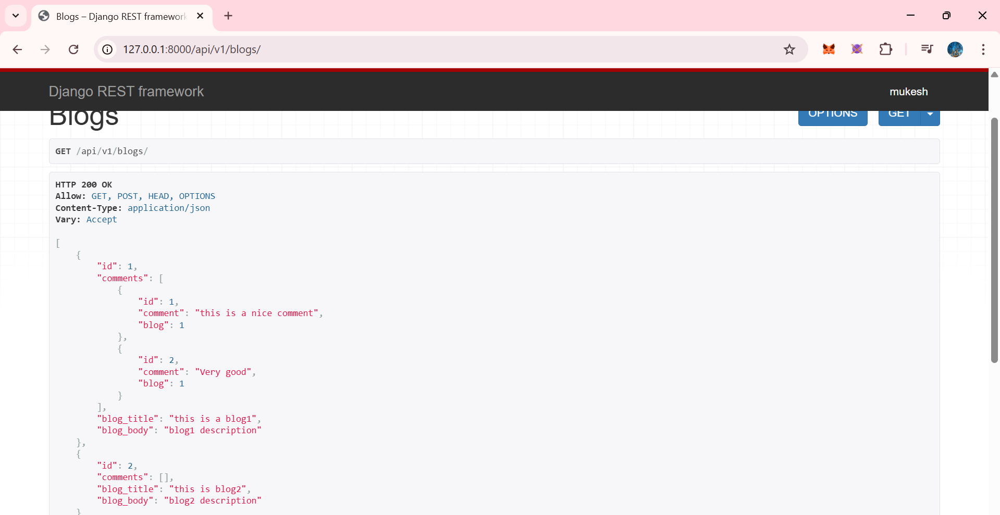 Blogs – Django REST framework
127.0.0.1:8000/api/v1/blogs/
Django REST framework
mukesh
Blogs
OPTIONS
GET
GET /api/v1/blogs/
HTTP 200 OK
Allow: GET, POST, HEAD, OPTIONS
Content-Type: application/json
Vary: Accept
[
    {
        "id": 1,
        "comments": [
            {
                "id": 1,
                "comment": "this is a nice comment",
                "blog": 1
            },
            {
                "id": 2,
                "comment": "Very good",
                "blog": 1
            }
        ],
        "blog_title": "this is a blog1",
        "blog_body": "blog1 description"
    },
    {
        "id": 2,
        "comments": [],
        "blog_title": "this is blog2",
        "blog_body": "blog2 description"
    }